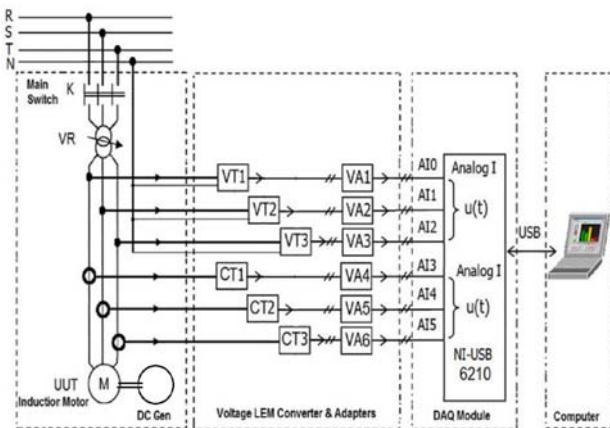 R
S
T
N
Main
Switch
K
VR
VT1
VA1
AI0
Analog I
VT2
VA2
AI1
u(t)
VT3
VA3
AI2
USB
CT1
VA4
AI3
Analog I
CT2
VA5
AI4
u(t)
CT3
VA6
AI5
NI-USB
6210
UUT
M
Inductior Motor
DC Gen
Voltage LEM Converter & Adapters
DAQ Module
Computer